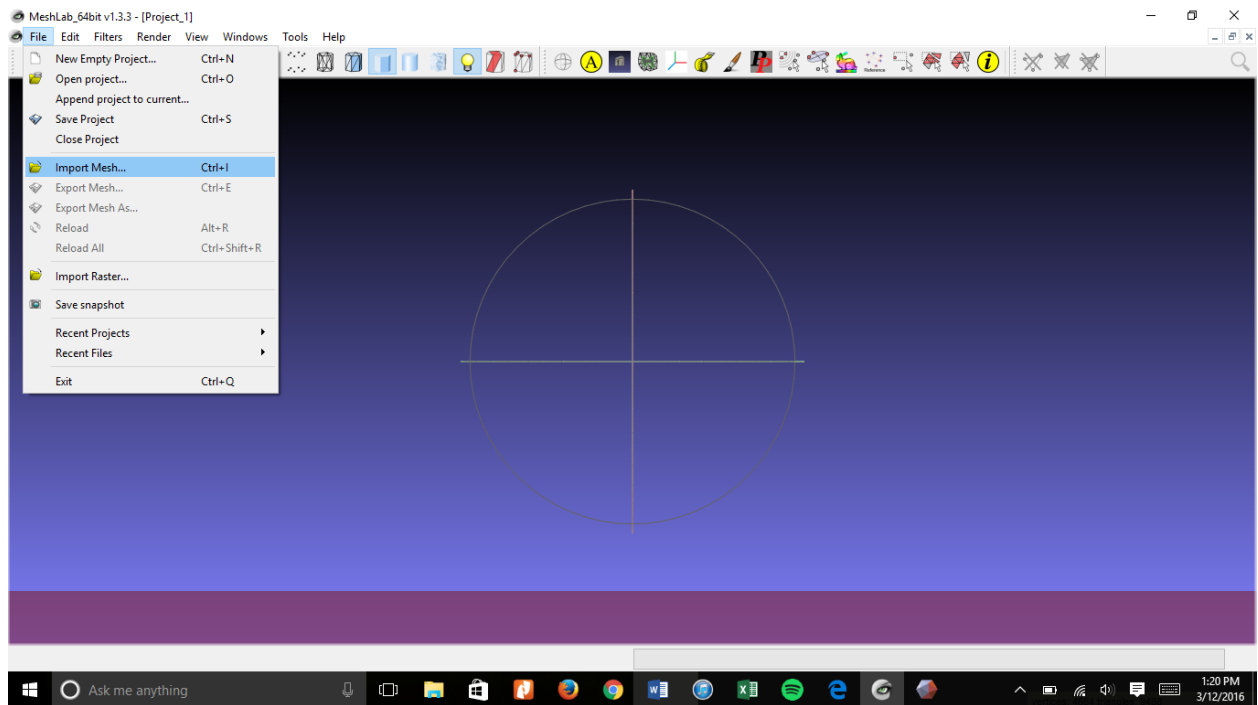 MeshLab_64bit v1.3.3 - [Project_1]
File Edit Filters Render View Windows Tools Help
New Empty Project... Ctrl+N
Open project... Ctrl+O
Append project to current...
Save Project Ctrl+S
Close Project
Import Mesh... Ctrl+I
Export Mesh... Ctrl+E
Export Mesh As...
Reload Alt+R
Reload All Ctrl+Shift+R
Import Raster...
Save snapshot
Recent Projects
Recent Files
Exit Ctrl+Q
A
PP
Reference
i
Ask me anything
1:20 PM
3/12/2016